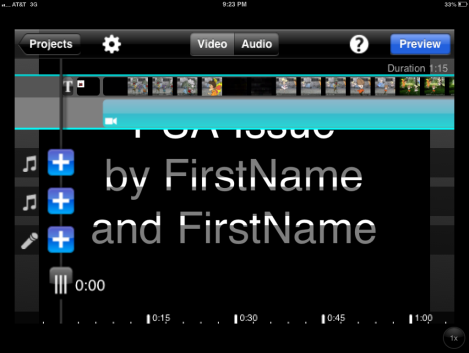 AT&T 3G
9:23 PM
33%
Projects
Video Audio
?
Preview
Duration 1:15
T
PSA Issue
by FirstName
and FirstName
0:00
0:15 0:30 0:45 1:00
1x